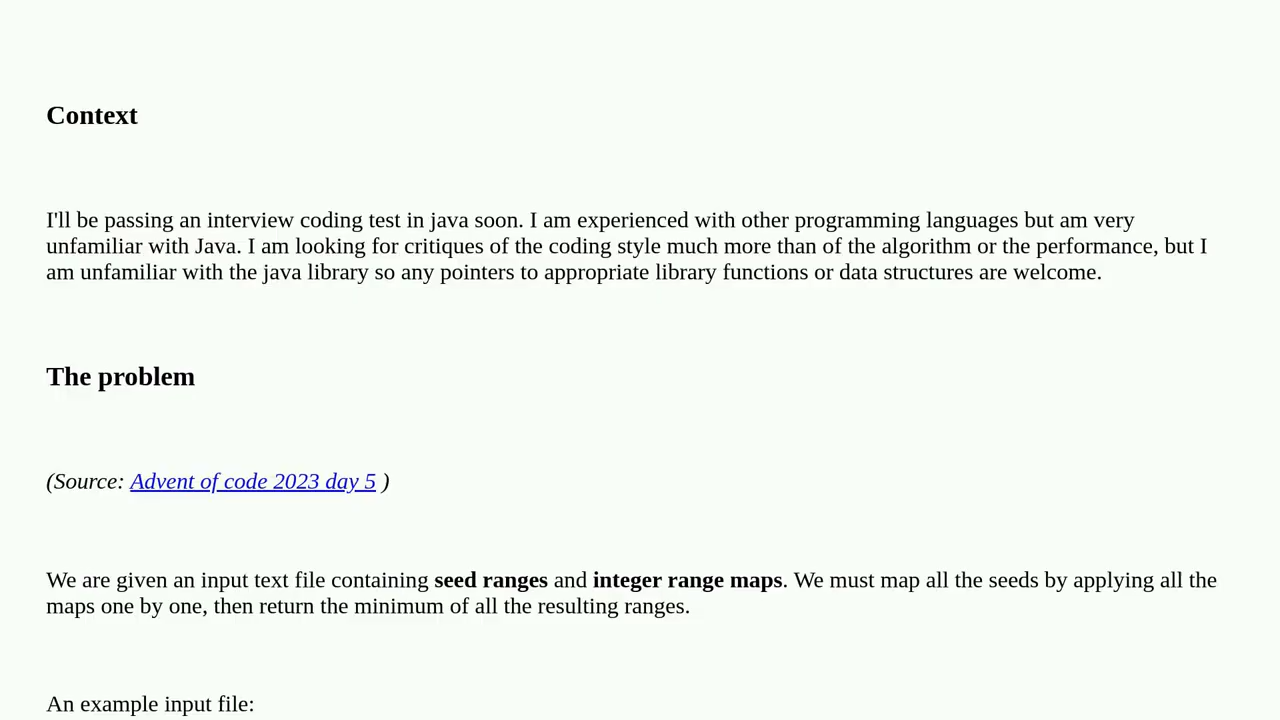 Context
I'll be passing an interview coding test in java soon. I am experienced with other programming languages but am very
unfamiliar with Java. I am looking for critiques of the coding style much more than of the algorithm or the performance, but I
am unfamiliar with the java library so any pointers to appropriate library functions or data structures are welcome.
The problem
(Source: Advent of code 2023 day 5 )
We are given an input text file containing seed ranges and integer range maps. We must map all the seeds by applying all the
maps one by one, then return the minimum of all the resulting ranges.
An example input file: